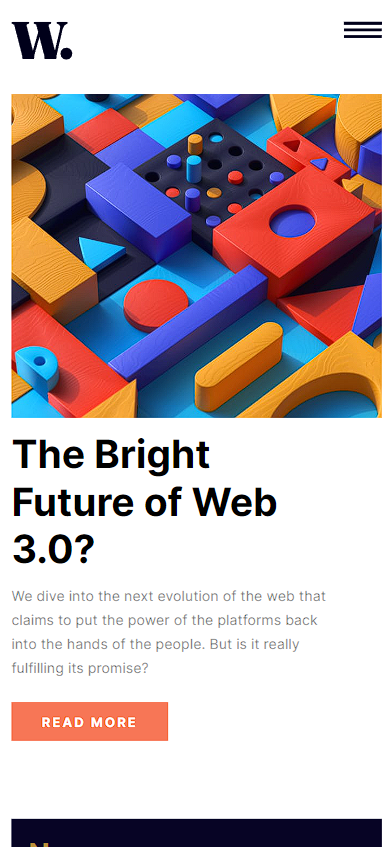 W.
The Bright
Future of Web
3.0?
We dive into the next evolution of the web that
claims to put the power of the platforms back
into the hands of the people. But is it really
fulfilling its promise?
READ MORE